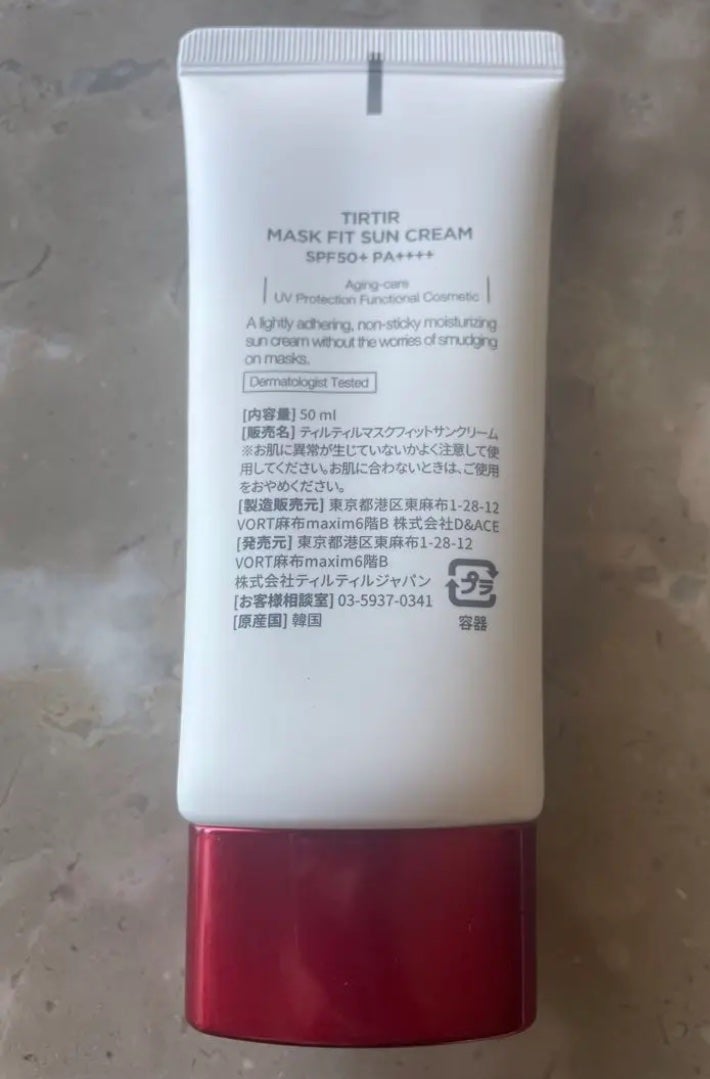 TIRTIR
MASK FIT SUN CREAM
SPF50+ PA++++
Aging-care
UV Protection Functional Cosmetic
A lightly adhering, non-sticky moisturizing
sun cream without the worries of smudging
on masks.
Dermatologist Tested
[内容量] 50 ml
[販売名] ティルティルマスクフィットサンクリーム
※お肌に異常が生じていないかよく注意して使
用してください。お肌に合わないときは、ご使用
をおやめください。
[製造販売元] 東京都港区東麻布1-28-12
VORT麻布maxim6階B 株式会社D&ACE
[発売元] 東京都港区東麻布1-28-12
VORT麻布maxim6階B
株式会社ティルティルジャパン
[お客様相談室] 03-5937-0341
[原産国] 韓国
プラ
容器